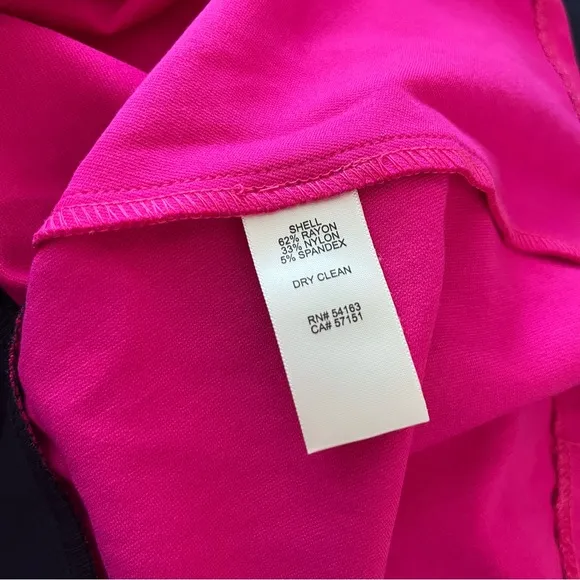 SHELL
62% RAYON
33% NYLON
5% SPANDEX
DRY CLEAN
RN# 54163
CA# 57151